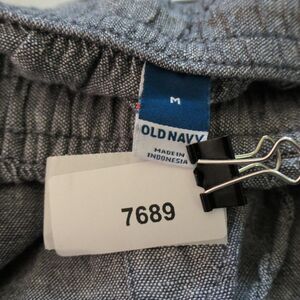 M
OLD NAVY
MADE IN
INDONESIA
7689